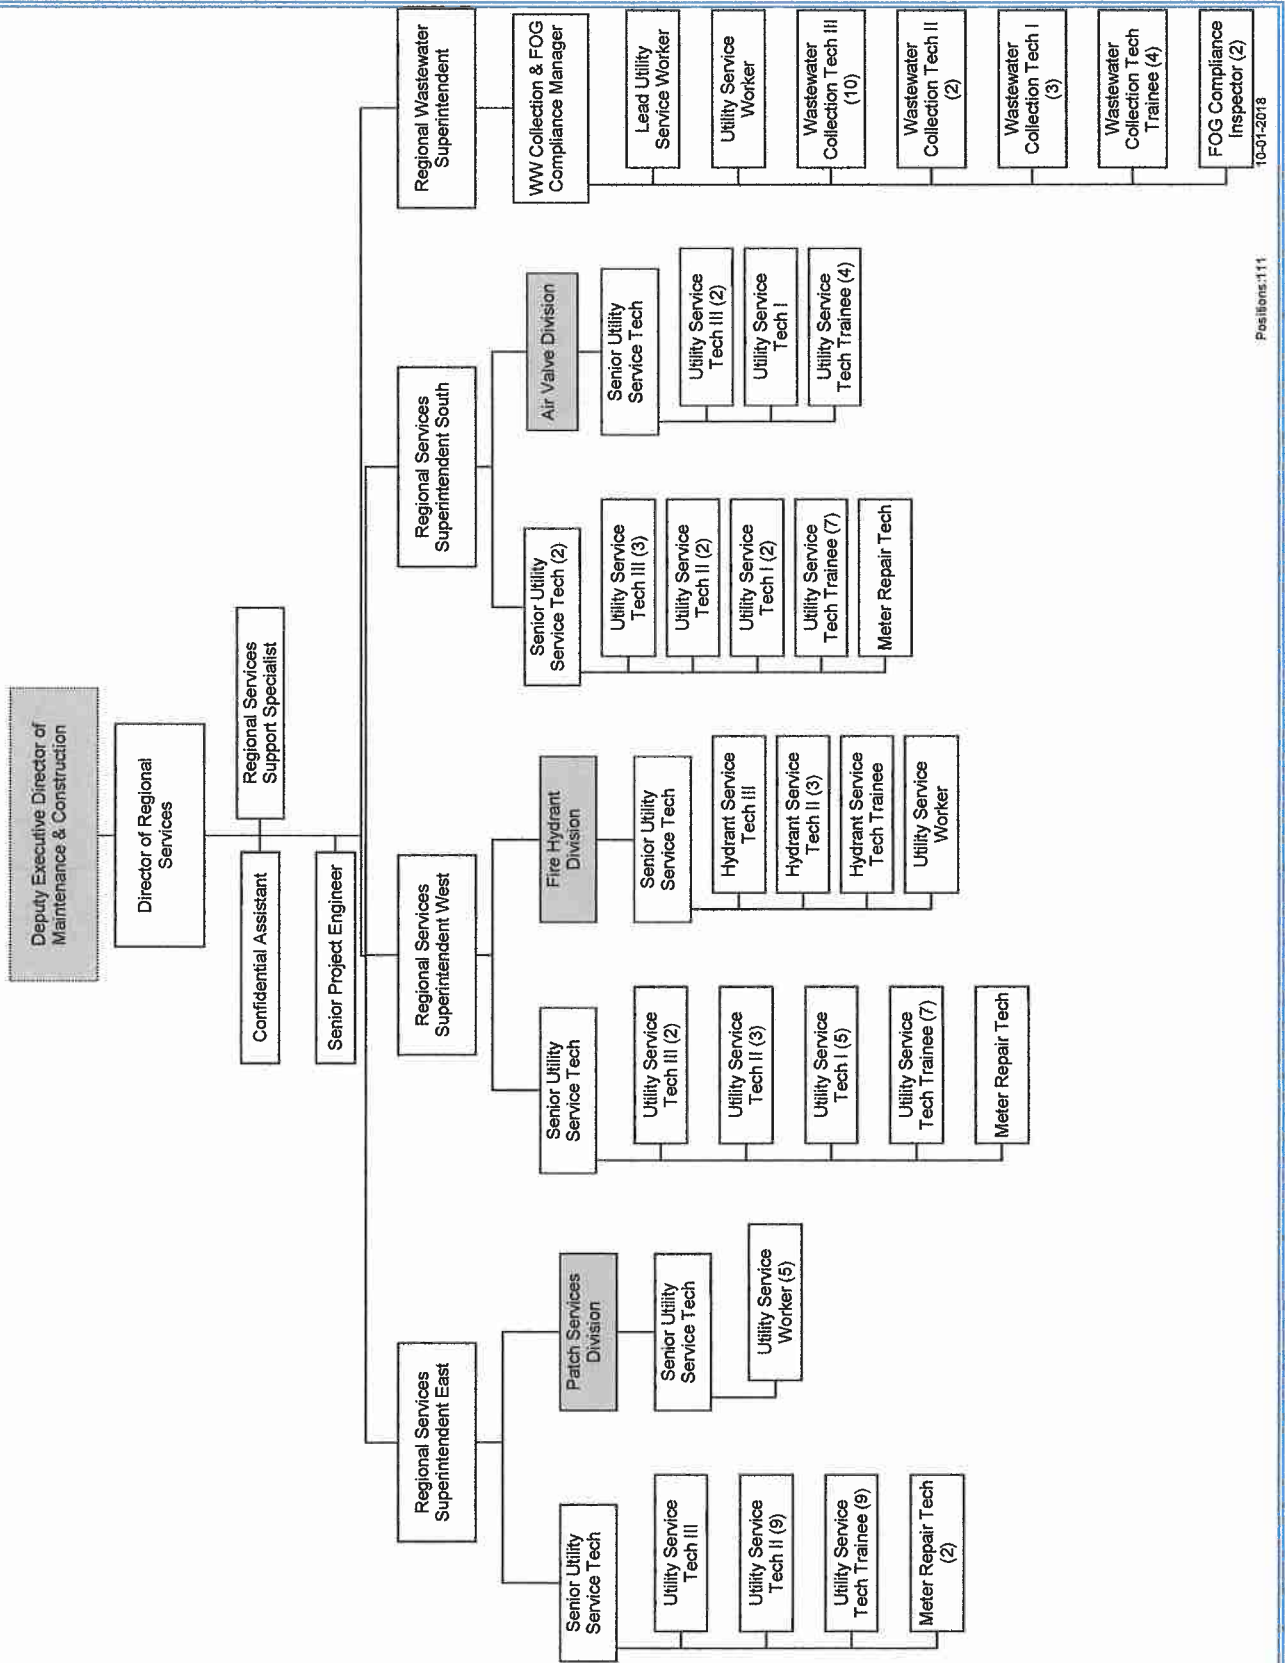 Deputy Executive Director of
Maintenance & Construction
Director of Regional
Services
Confidential Assistant
Regional Services
Support Specialist
Senior Project Engineer
Regional Services
Superintendent East
Senior Utility
Service Tech
Utility Service
Tech III
Utility Service
Tech II (9)
Utility Service
Tech Trainee (9)
Meter Repair Tech
(2)
Patch Services
Division
Senior Utility
Service Tech
Utility Service
Worker (5)
Regional Services
Superintendent West
Senior Utility
Service Tech
Utility Service
Tech III (2)
Utility Service
Tech II (3)
Utility Service
Tech I (5)
Utility Service
Tech Trainee (7)
Meter Repair Tech
Fire Hydrant
Division
Senior Utility
Service Tech
Hydrant Service
Tech III
Hydrant Service
Tech II (3)
Hydrant Service
Tech Trainee
Utility Service
Worker
Regional Services
Superintendent South
Senior Utility
Service Tech (2)
Utility Service
Tech III (3)
Utility Service
Tech II (2)
Utility Service
Tech I (2)
Utility Service
Tech Trainee (7)
Meter Repair Tech
Air Valve Division
Senior Utility
Service Tech
Utility Service
Tech III (2)
Utility Service
Tech I
Utility Service
Tech Trainee (4)
Regional Wastewater
Superintendent
WW Collection & FOG
Compliance Manager
Lead Utility
Service Worker
Utility Service
Worker
Wastewater
Collection Tech III
(10)
Wastewater
Collection Tech II
(2)
Wastewater
Collection Tech I
(3)
Wastewater
Collection Tech
Trainee (4)
FOG Compliance
Inspector (2)
10-01-2018
Positions:111